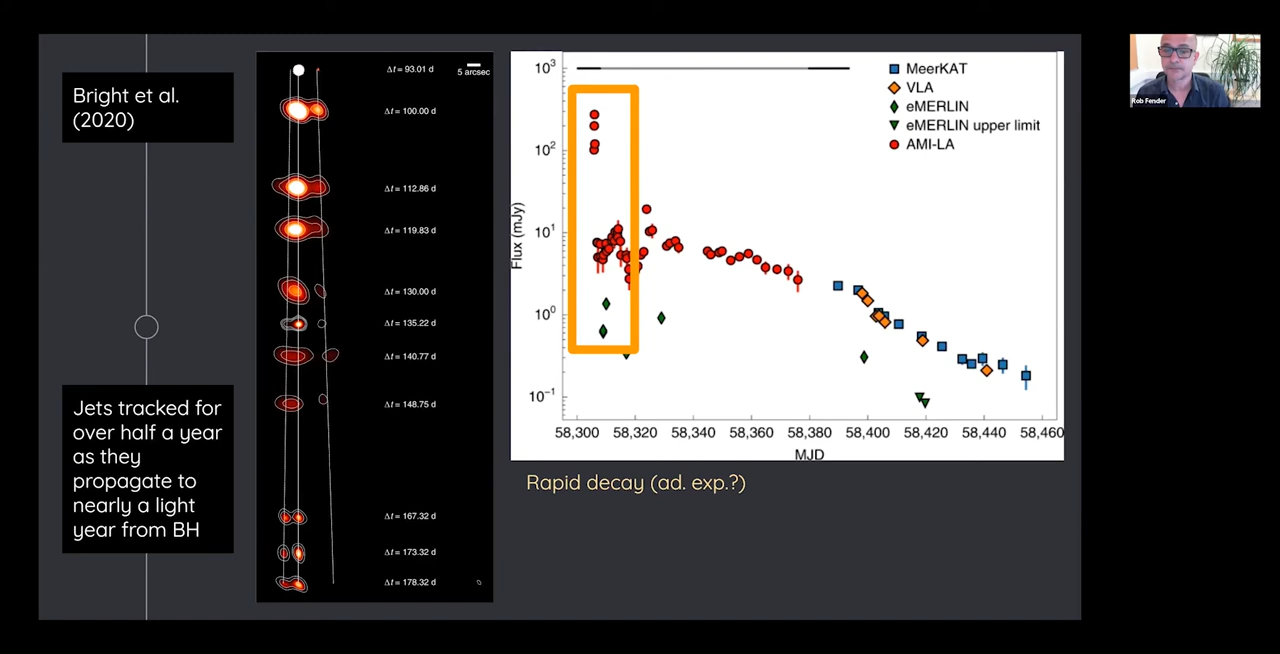 Bright et al.
(2020)
Jets tracked for
over half a year
as they
propagate to
nearly a light
year from BH
Δt = 93.01 d
5 arcsec
Δt = 100.00 d
Δt = 112.86 d
Δt = 119.83 d
Δt = 130.00 d
Δt = 135.22 d
Δt = 140.77 d
Δt = 148.75 d
Δt = 167.32 d
Δt = 173.32 d
Δt = 178.32 d
Flux (mJy)
10³
10²
10¹
10⁰
10⁻¹
MeerKAT
VLA
eMERLIN
eMERLIN upper limit
AMI-LA
58,300 58,320 58,340 58,360 58,380 58,400 58,420 58,440 58,460
MJD
Rapid decay (ad. exp.?)
Rob Fender